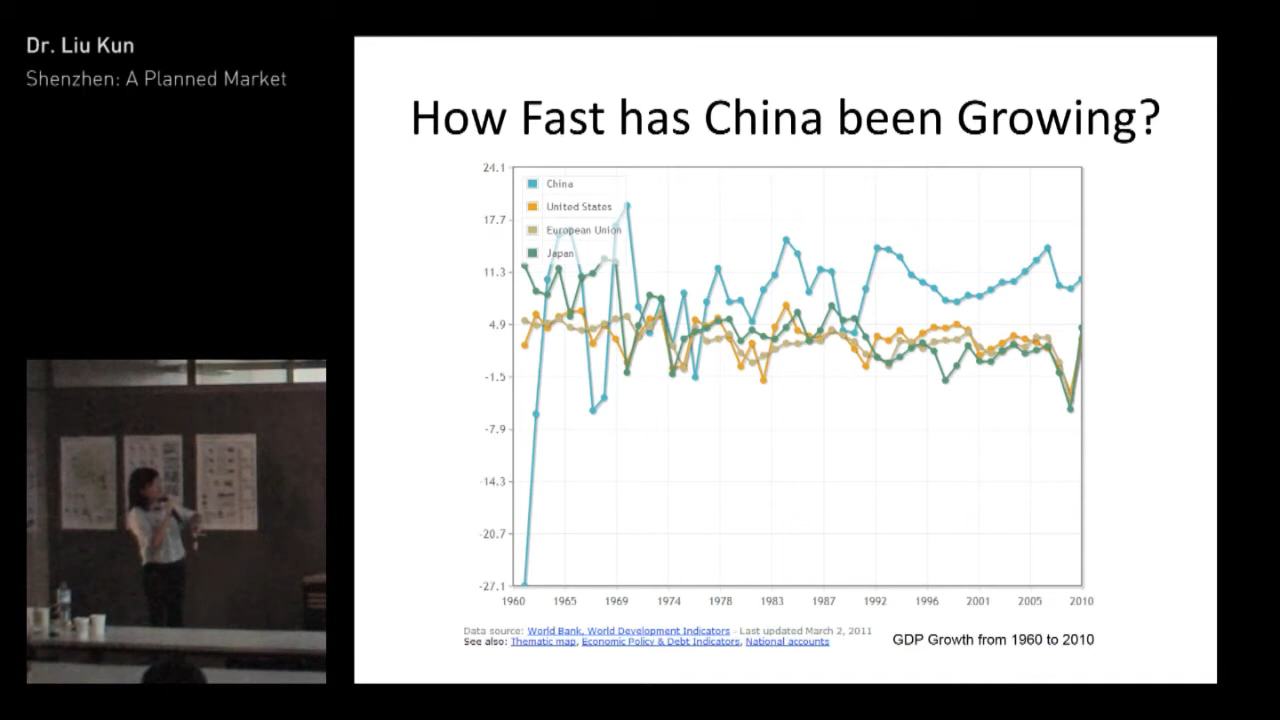 Dr. Liu Kun
Shenzhen: A Planned Market
How Fast has China been Growing?
24.1
17.7
11.3
4.9
-1.5
-7.9
-14.3
-20.7
-27.1
China
United States
European Union
Japan
1960 1965 1969 1974 1978 1983 1987 1992 1996 2001 2005 2010
Data source: World Bank, World Development Indicators - Last updated March 2, 2011
See also: Thematic map, Economic Policy & Debt Indicators, National accounts
GDP Growth from 1960 to 2010